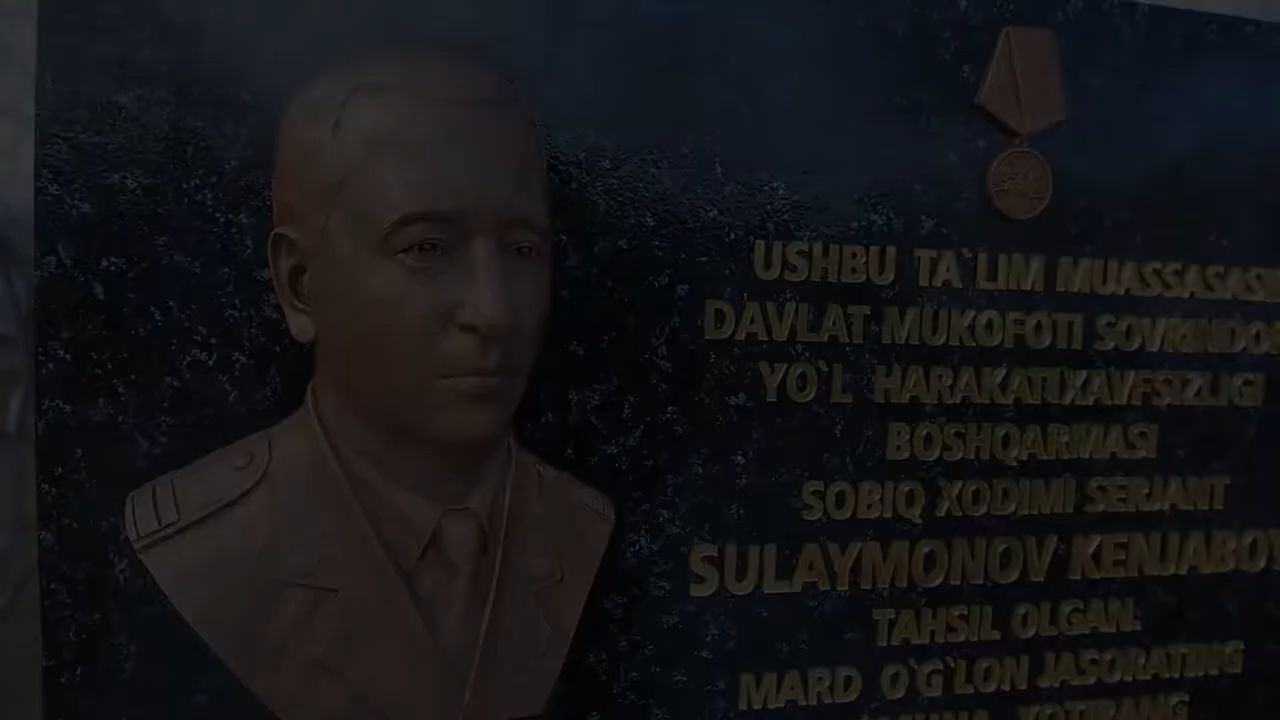 USHBU TA`LIM MUASSASASI
DAVLAT MUKOFOTI
YO`L HARAKATI XAVFSIZLIGI
BOSHQARMASI
SOBIQ XODIMI SERJANT
SULAYMONOV KENJABOY
TAHSIL OLGAN.
MARD O`G`LON JASORATING